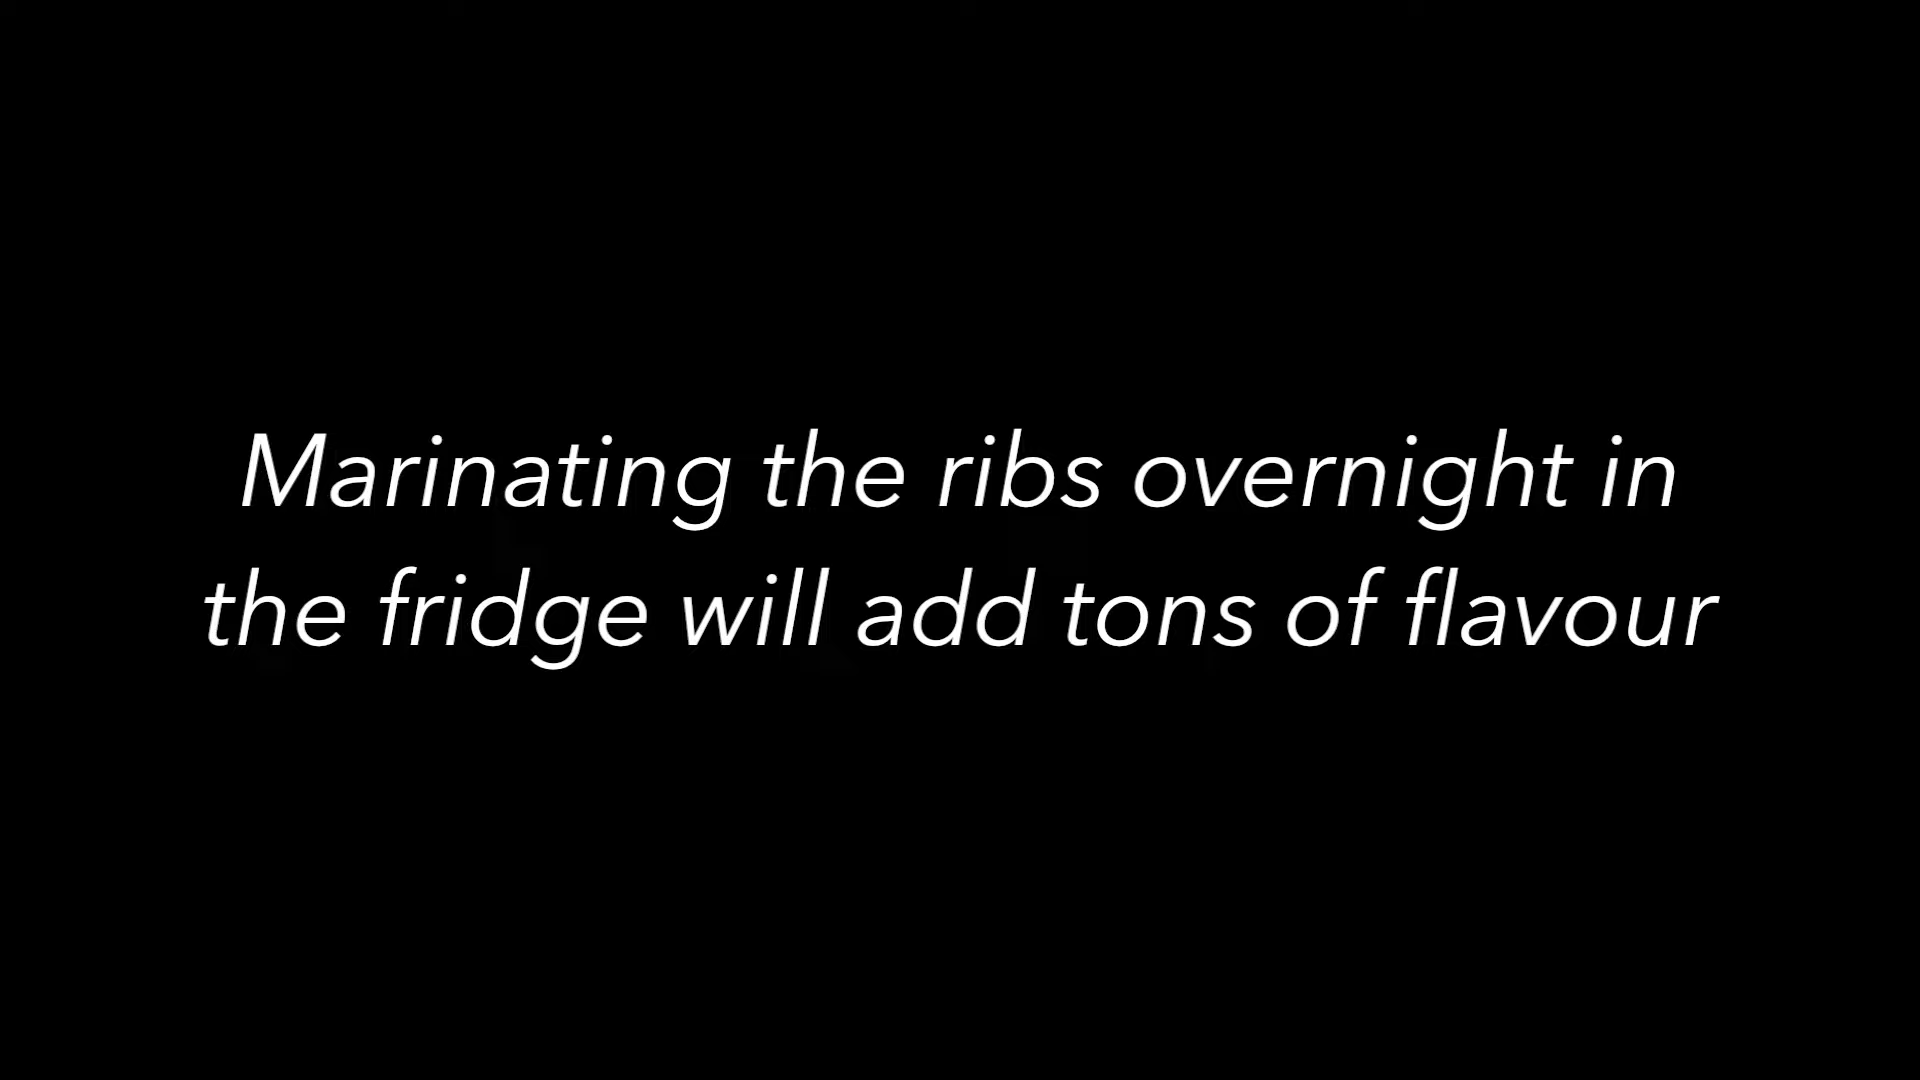 Marinating the ribs overnight in
the fridge will add tons of flavour